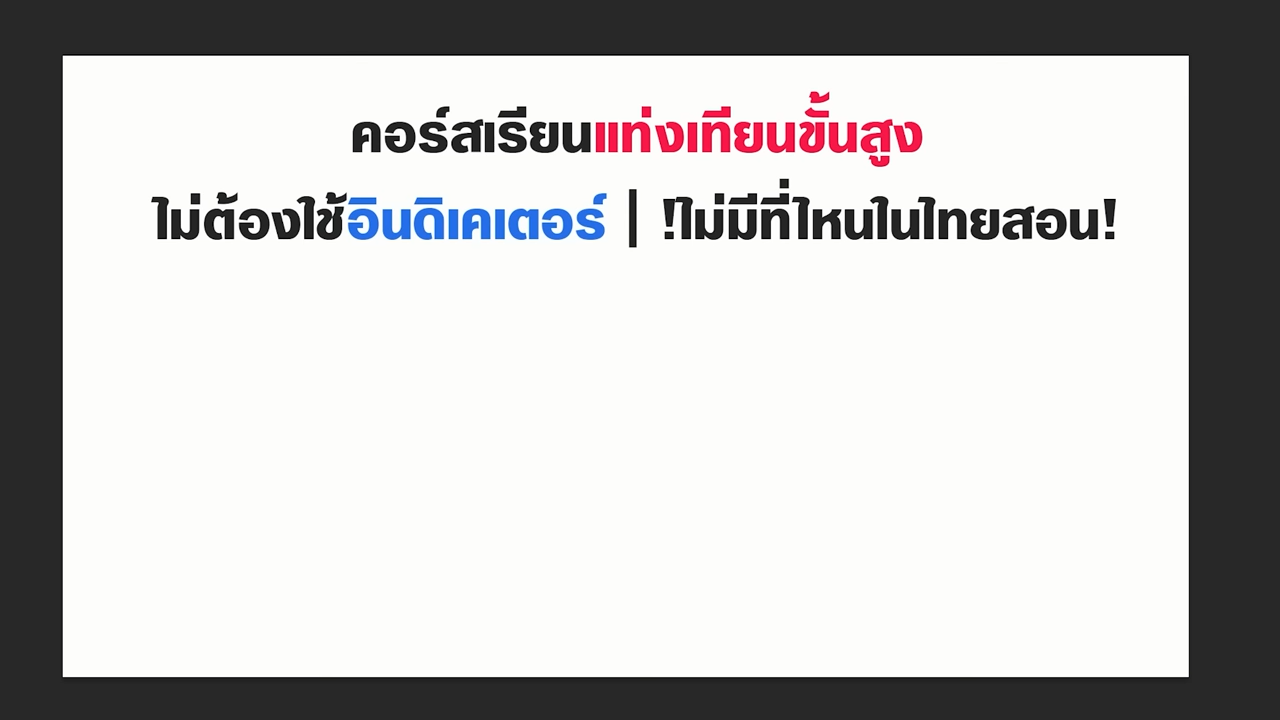 คอร์สเรียนแท่งเทียนขั้นสูง
ไม่ต้องใช้อินดิเคเตอร์ | !ไม่มีที่ไหนในไทยสอน!